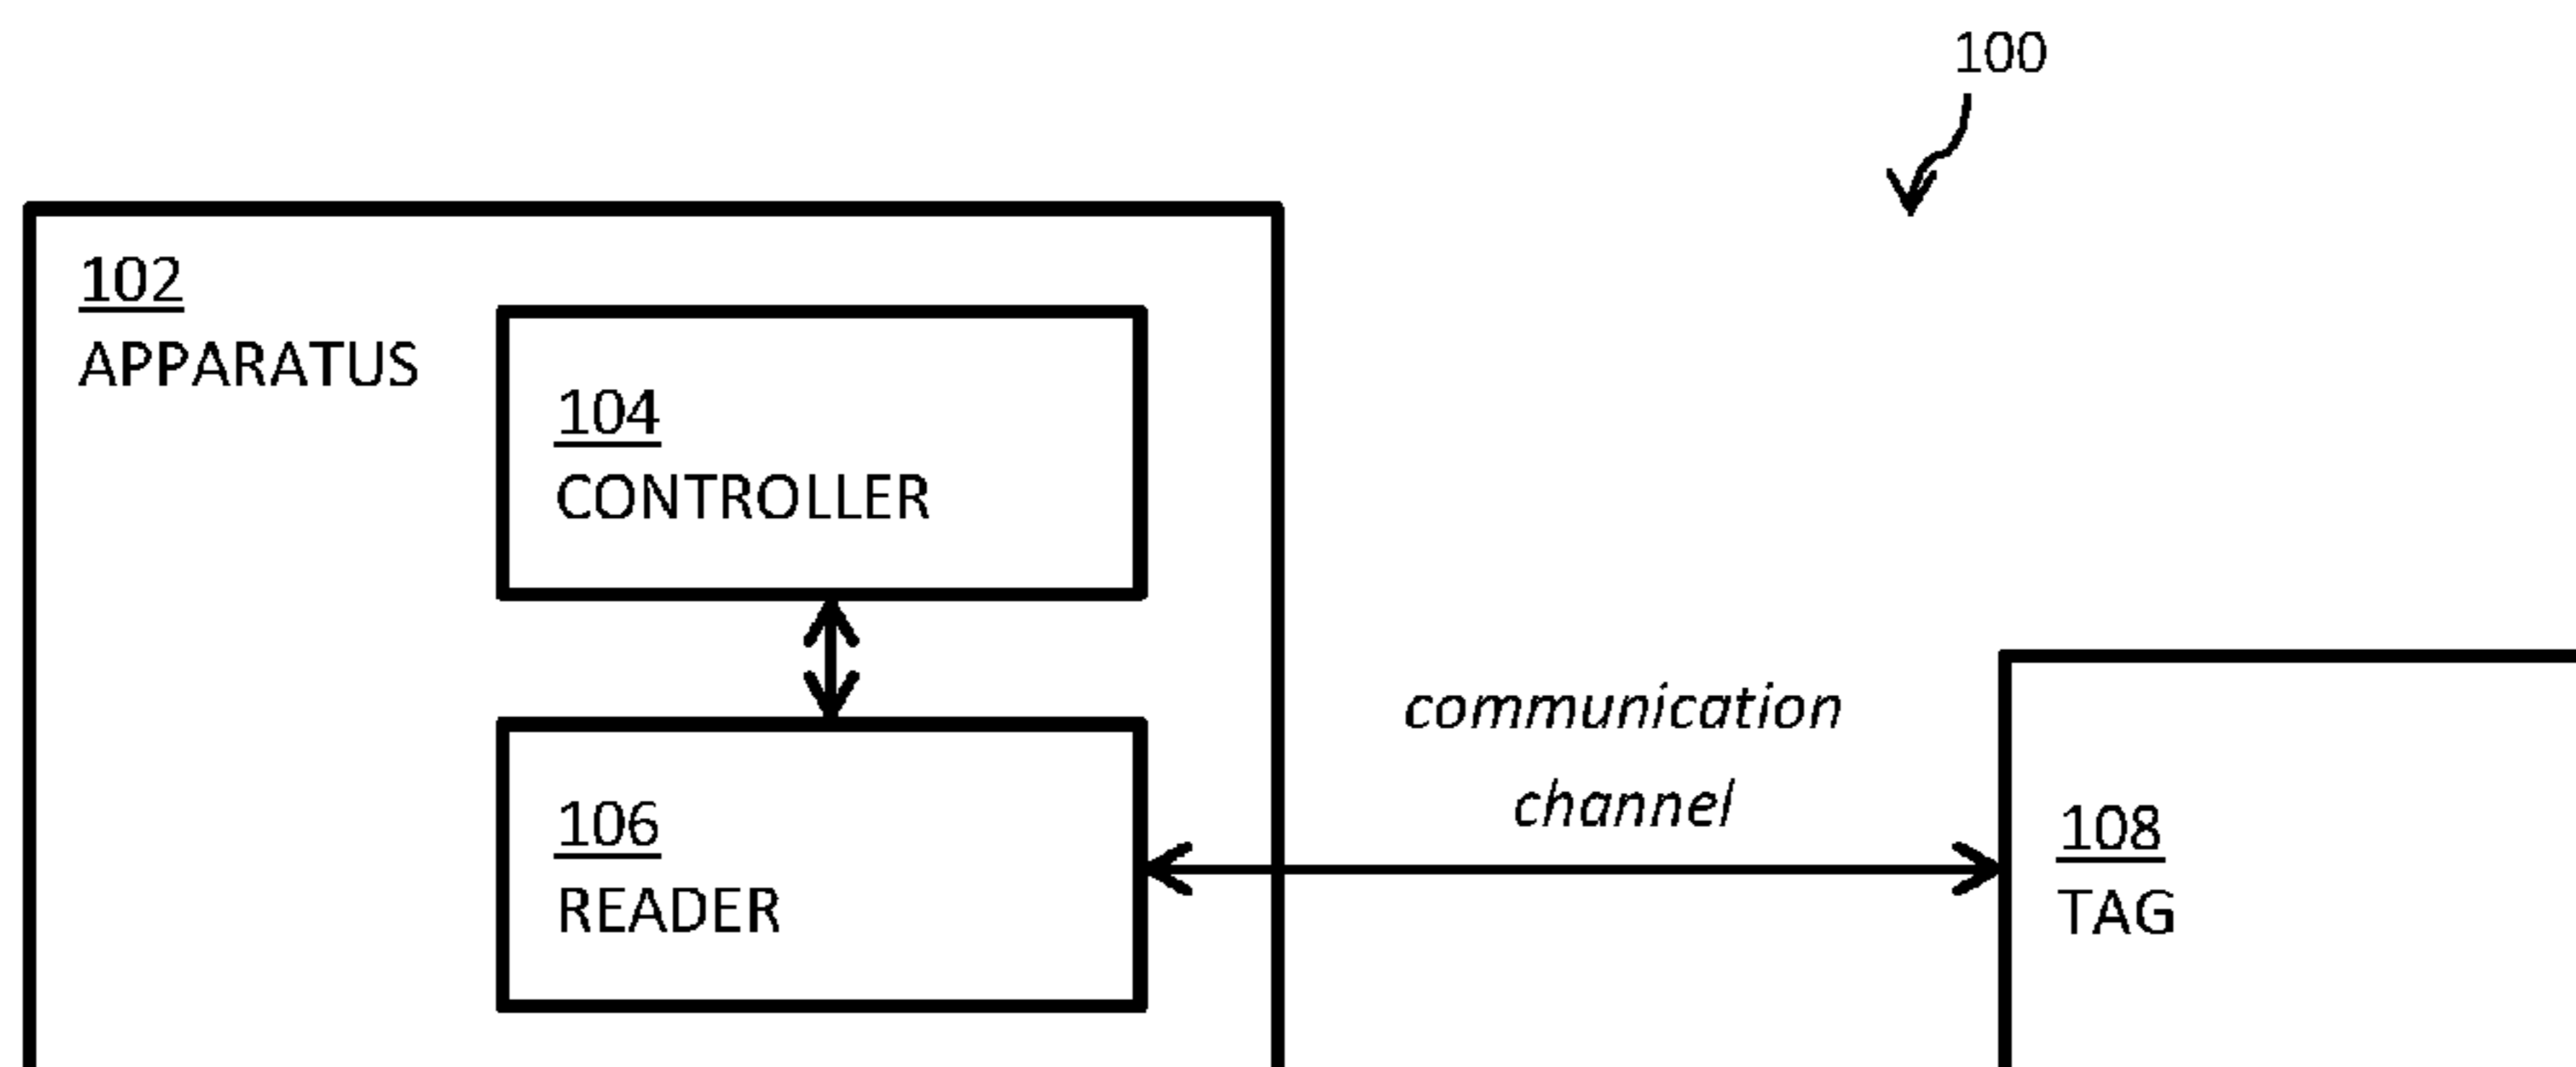 100
102
APPARATUS
104
CONTROLLER
communication
channel
106
READER
108
TAG